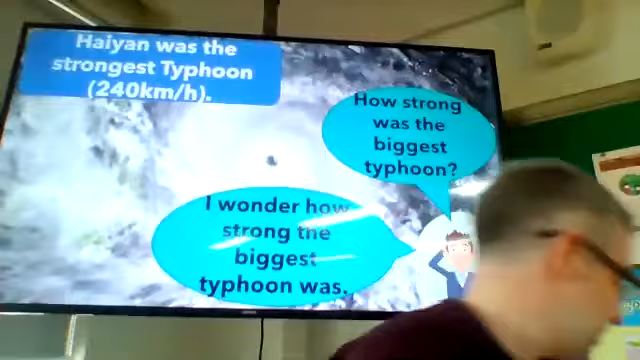 Haiyan was the
strongest Typhoon
(240km/h).
How strong
was the
biggest
typhoon?
I wonder how
strong the
biggest
typhoon was.